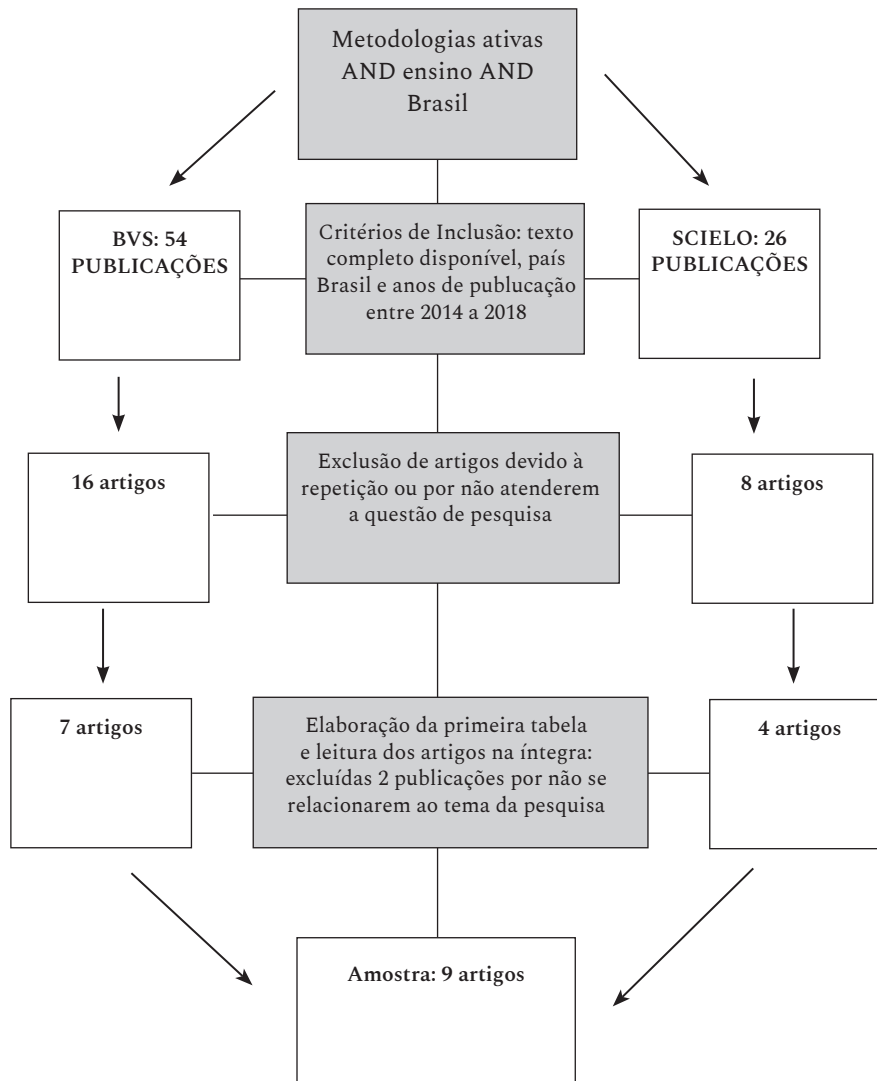 Metodologias ativas
AND ensino AND
Brasil
BVS: 54
PUBLICAÇÕES
Critérios de Inclusão: texto
completo disponível, país
Brasil e anos de publucação
entre 2014 a 2018
SCIELO: 26
PUBLICAÇÕES
16 artigos
Exclusão de artigos devido à
repetição ou por não atenderem
a questão de pesquisa
8 artigos
7 artigos
Elaboração da primeira tabela
e leitura dos artigos na íntegra:
excluídas 2 publicações por não se
relacionarem ao tema da pesquisa
4 artigos
Amostra: 9 artigos